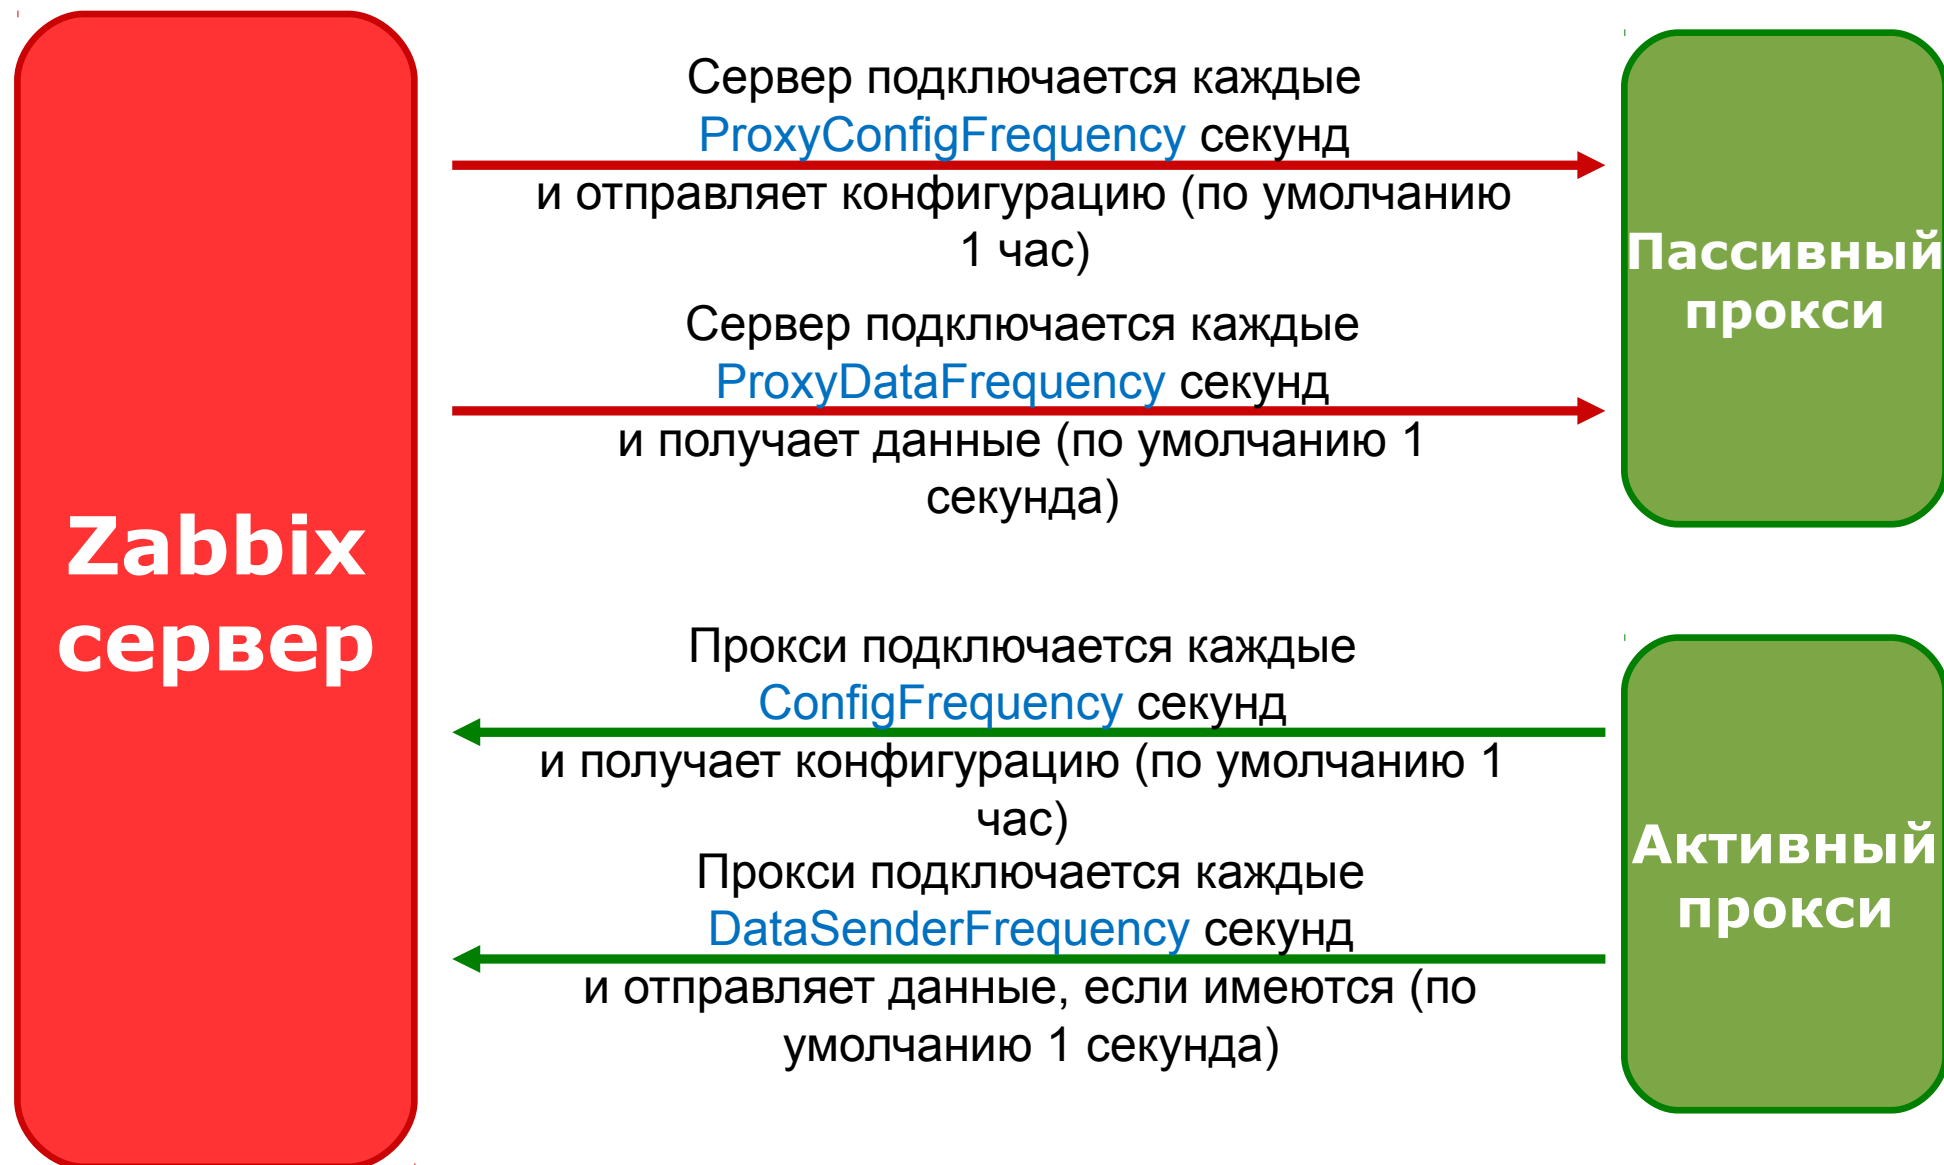 Zabbix
сервер
Сервер подключается каждые
ProxyConfigFrequency секунд
и отправляет конфигурацию (по умолчанию
1 час)
Сервер подключается каждые
ProxyDataFrequency секунд
и получает данные (по умолчанию 1
секунда)
Пассивный
прокси
Прокси подключается каждые
ConfigFrequency секунд
и получает конфигурацию (по умолчанию 1
час)
Прокси подключается каждые
DataSenderFrequency секунд
и отправляет данные, если имеются (по
умолчанию 1 секунда)
Активный
прокси